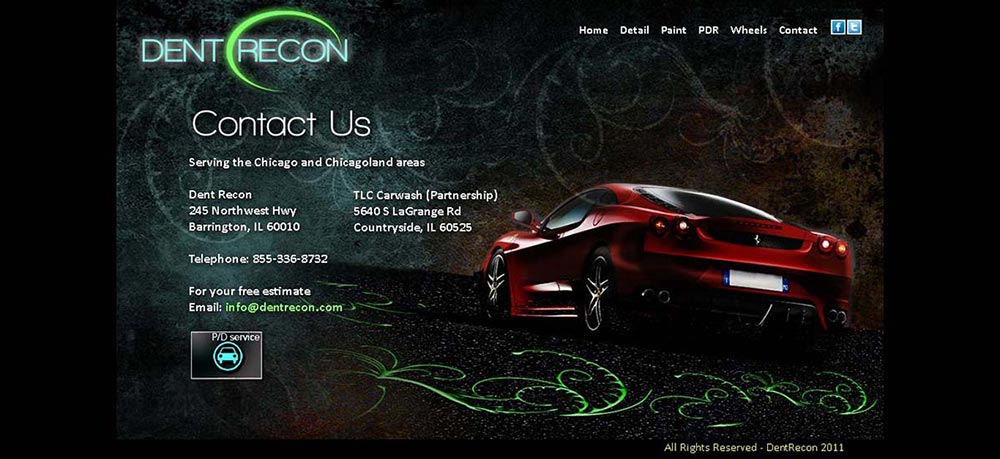 DENT RECON
Home Detail Paint PDR Wheels Contact
Contact Us
Serving the Chicago and Chicagoland areas
Dent Recon
245 Northwest Hwy
Barrington, IL 60010
TLC Carwash (Partnership)
5640 S LaGrange Rd
Countryside, IL 60525
Telephone: 855-336-8732
For your free estimate
Email: info@dentrecon.com
P/D service
All Rights Reserved - DentRecon 2011